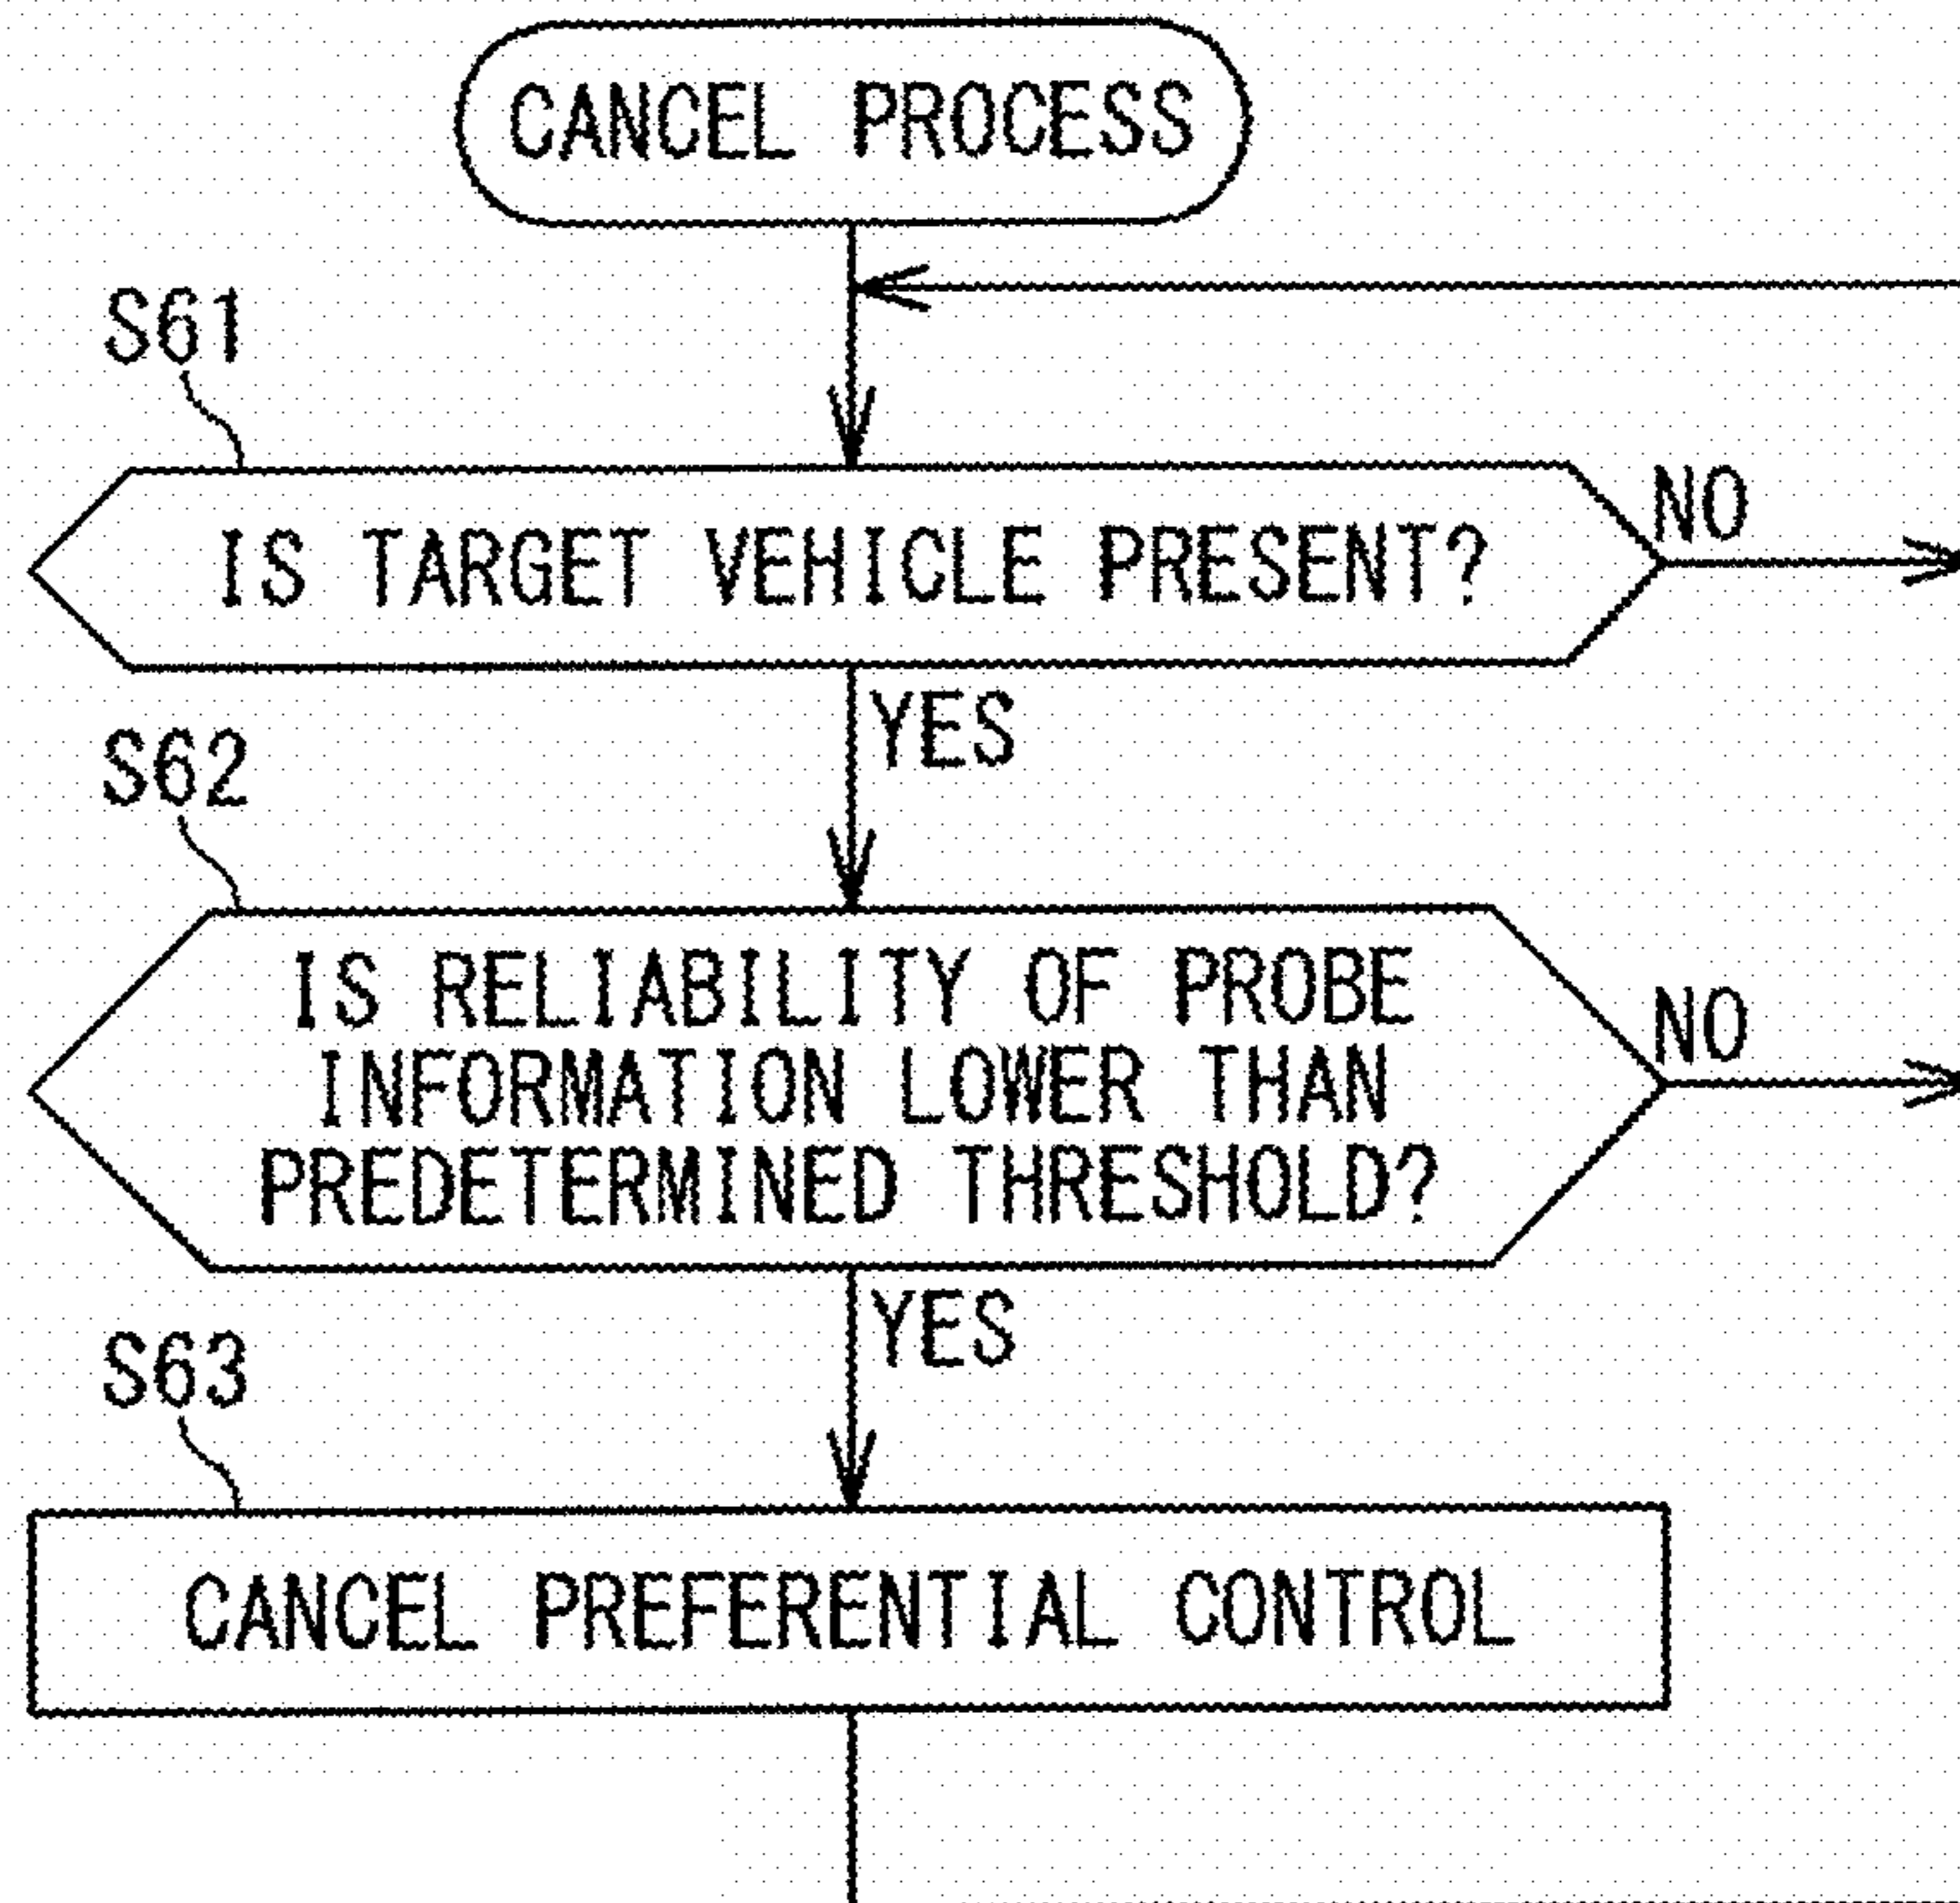 CANCEL PROCESS
S61
IS TARGET VEHICLE PRESENT?
NO
YES
S62
IS RELIABILITY OF PROBE
INFORMATION LOWER THAN
PREDETERMINED THRESHOLD?
NO
YES
S63
CANCEL PREFERENTIAL CONTROL